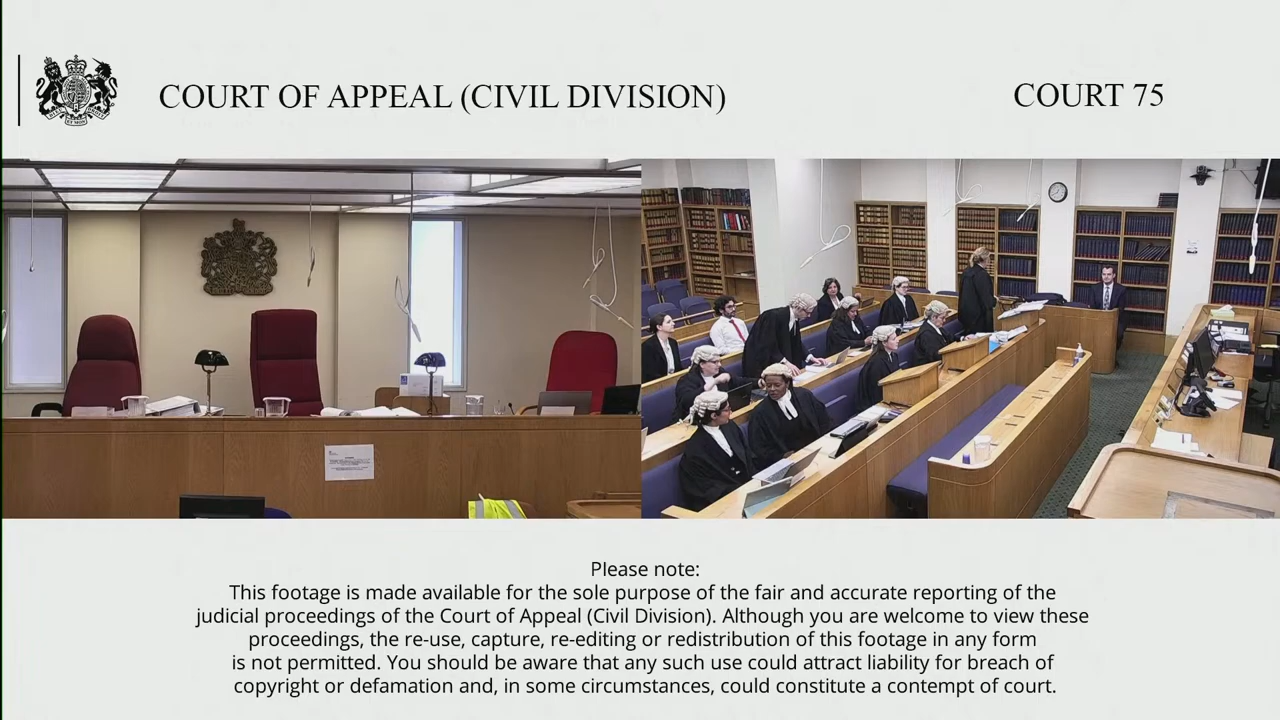 COURT OF APPEAL (CIVIL DIVISION)
COURT 75
Please note:
This footage is made available for the sole purpose of the fair and accurate reporting of the
judicial proceedings of the Court of Appeal (Civil Division). Although you are welcome to view these
proceedings, the re-use, capture, re-editing or redistribution of this footage in any form
is not permitted. You should be aware that any such use could attract liability for breach of
copyright or defamation and, in some circumstances, could constitute a contempt of court.